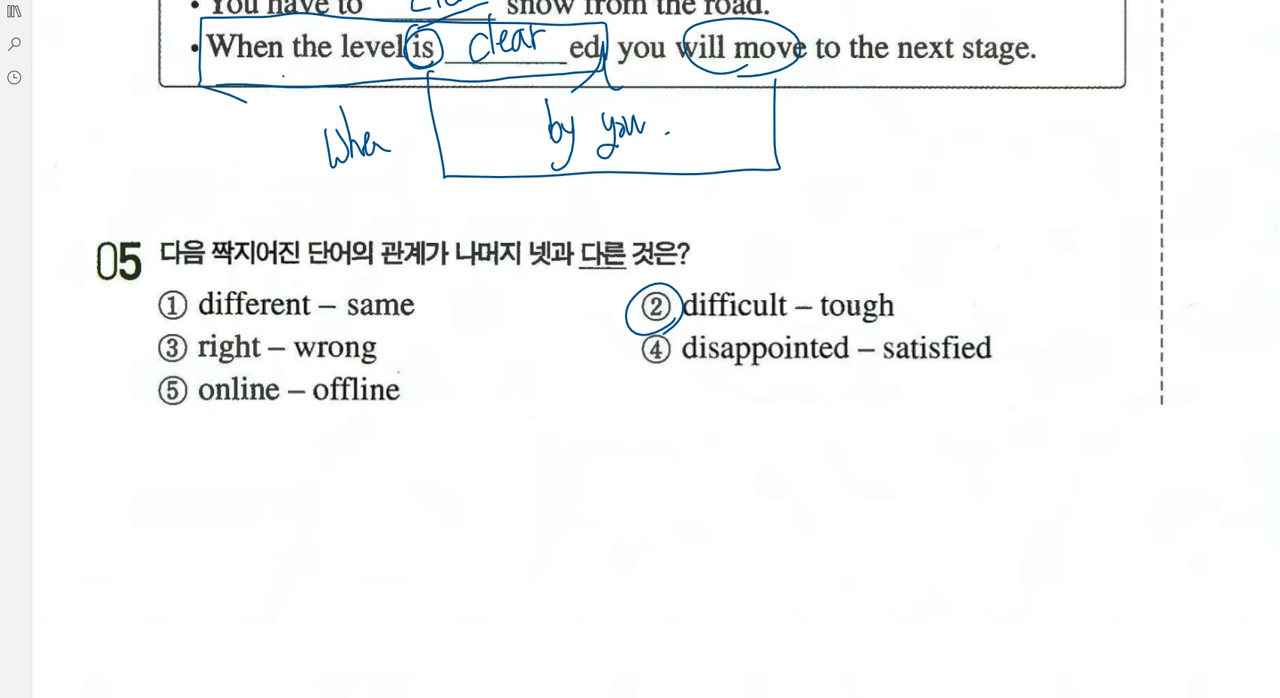 • You have to ________ snow from the road.
• When the level is clear ed, you will move to the next stage.
When by you.
05 다음 짝지어진 단어의 관계가 나머지 넷과 다른 것은?
① different – same ② difficult – tough
③ right – wrong ④ disappointed – satisfied
⑤ online – offline